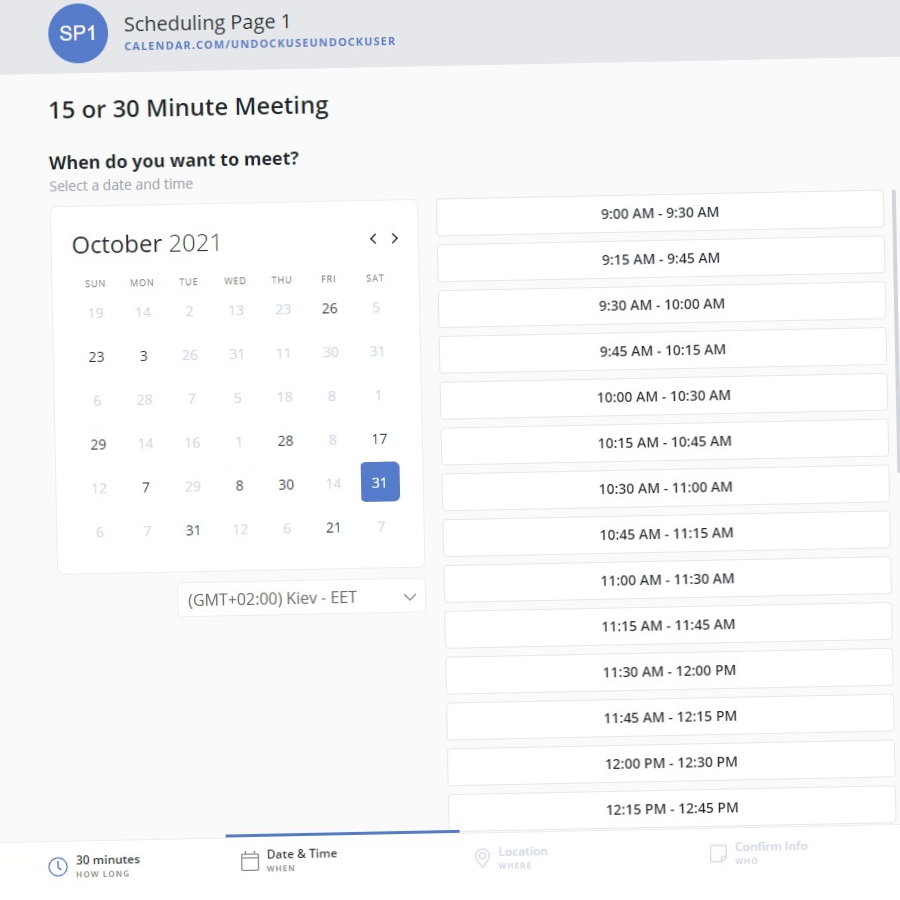 SP1
Scheduling Page 1
CALENDAR.COM/UNDOCKUSEUNDOCKUSER
15 or 30 Minute Meeting
When do you want to meet?
Select a date and time
October 2021
SUN MON TUE WED THU FRI SAT
19 14 2 13 23 26 5
23 3 26 31 11 30 31
6 28 7 5 18 8 1
29 14 16 1 28 8 17
12 7 29 8 30 14 31
6 7 31 12 6 21 7
(GMT+02:00) Kiev - EET
9:00 AM - 9:30 AM
9:15 AM - 9:45 AM
9:30 AM - 10:00 AM
9:45 AM - 10:15 AM
10:00 AM - 10:30 AM
10:15 AM - 10:45 AM
10:30 AM - 11:00 AM
10:45 AM - 11:15 AM
11:00 AM - 11:30 AM
11:15 AM - 11:45 AM
11:30 AM - 12:00 PM
11:45 AM - 12:15 PM
12:00 PM - 12:30 PM
12:15 PM - 12:45 PM
30 minutes
HOW LONG
Date & Time
WHEN
Location
WHERE
Confirm Info
WHO